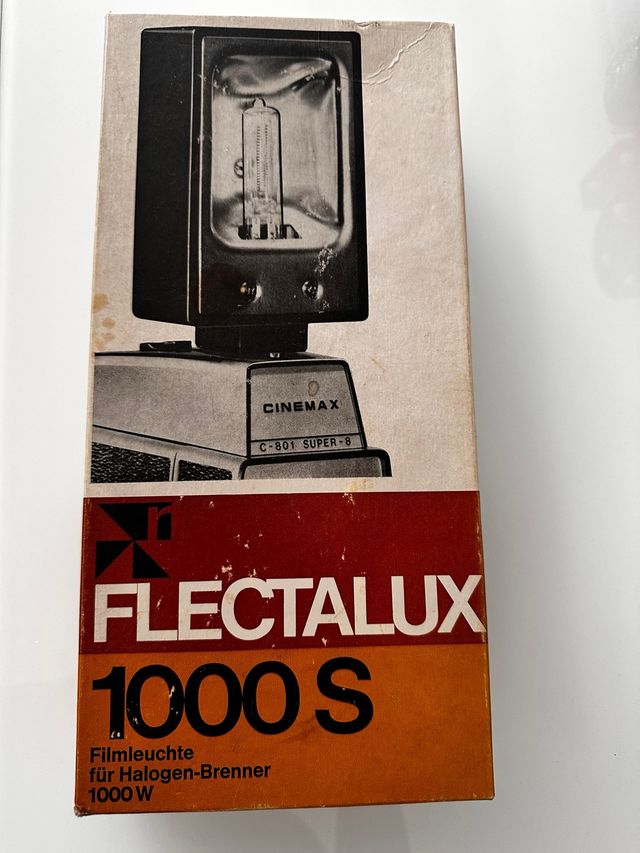 CINEMAX
C-801 SUPER-8
n
FLECTALUX
1000 S
Filmleuchte
für Halogen-Brenner
1000 W